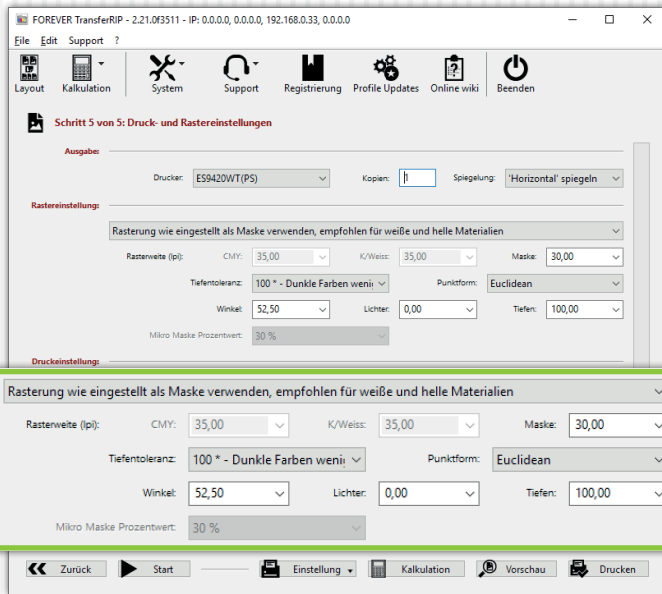 FOREVER TransferRIP - 2.21.0f3511 - IP: 0.0.0.0, 0.0.0.0, 192.168.0.33, 0.0.0.0
File Edit Support ?
Layout Kalkulation System Support Registrierung Profile Updates Online wiki Beenden
Schritt 5 von 5: Druck- und Rastereinstellungen
Ausgabe:
Drucker: ES9420WT(PS) Kopien: 1 Spiegelung: 'Horizontal' spiegeln
Rastereinstellung:
Rasterung wie eingestellt als Maske verwenden, empfohlen für weiße und helle Materialien
Rasterweite (lpi): CMY: 35,00 K/Weiss: 35,00 Maske: 30,00
Tiefentoleranz: 100 * - Dunkle Farben weni Punktform: Euclidean
Winkel: 52,50 Lichter: 0,00 Tiefen: 100,00
Mikro Maske Prozentwert: 30 %
Druckeinstellung:
Rasterung wie eingestellt als Maske verwenden, empfohlen für weiße und helle Materialien
Rasterweite (lpi): CMY: 35,00 K/Weiss: 35,00 Maske: 30,00
Tiefentoleranz: 100 * - Dunkle Farben weni Punktform: Euclidean
Winkel: 52,50 Lichter: 0,00 Tiefen: 100,00
Mikro Maske Prozentwert: 30 %
Zurück Start Einstellung Kalkulation Vorschau Drucken